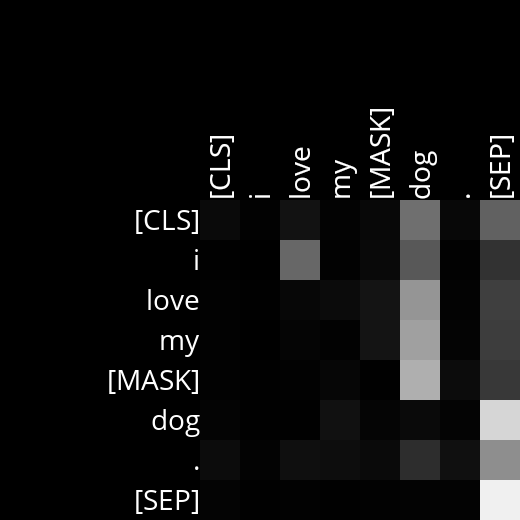 [CLS] i love my [MASK] dog . [SEP]
[CLS]
i
love
my
[MASK]
dog
.
[SEP]